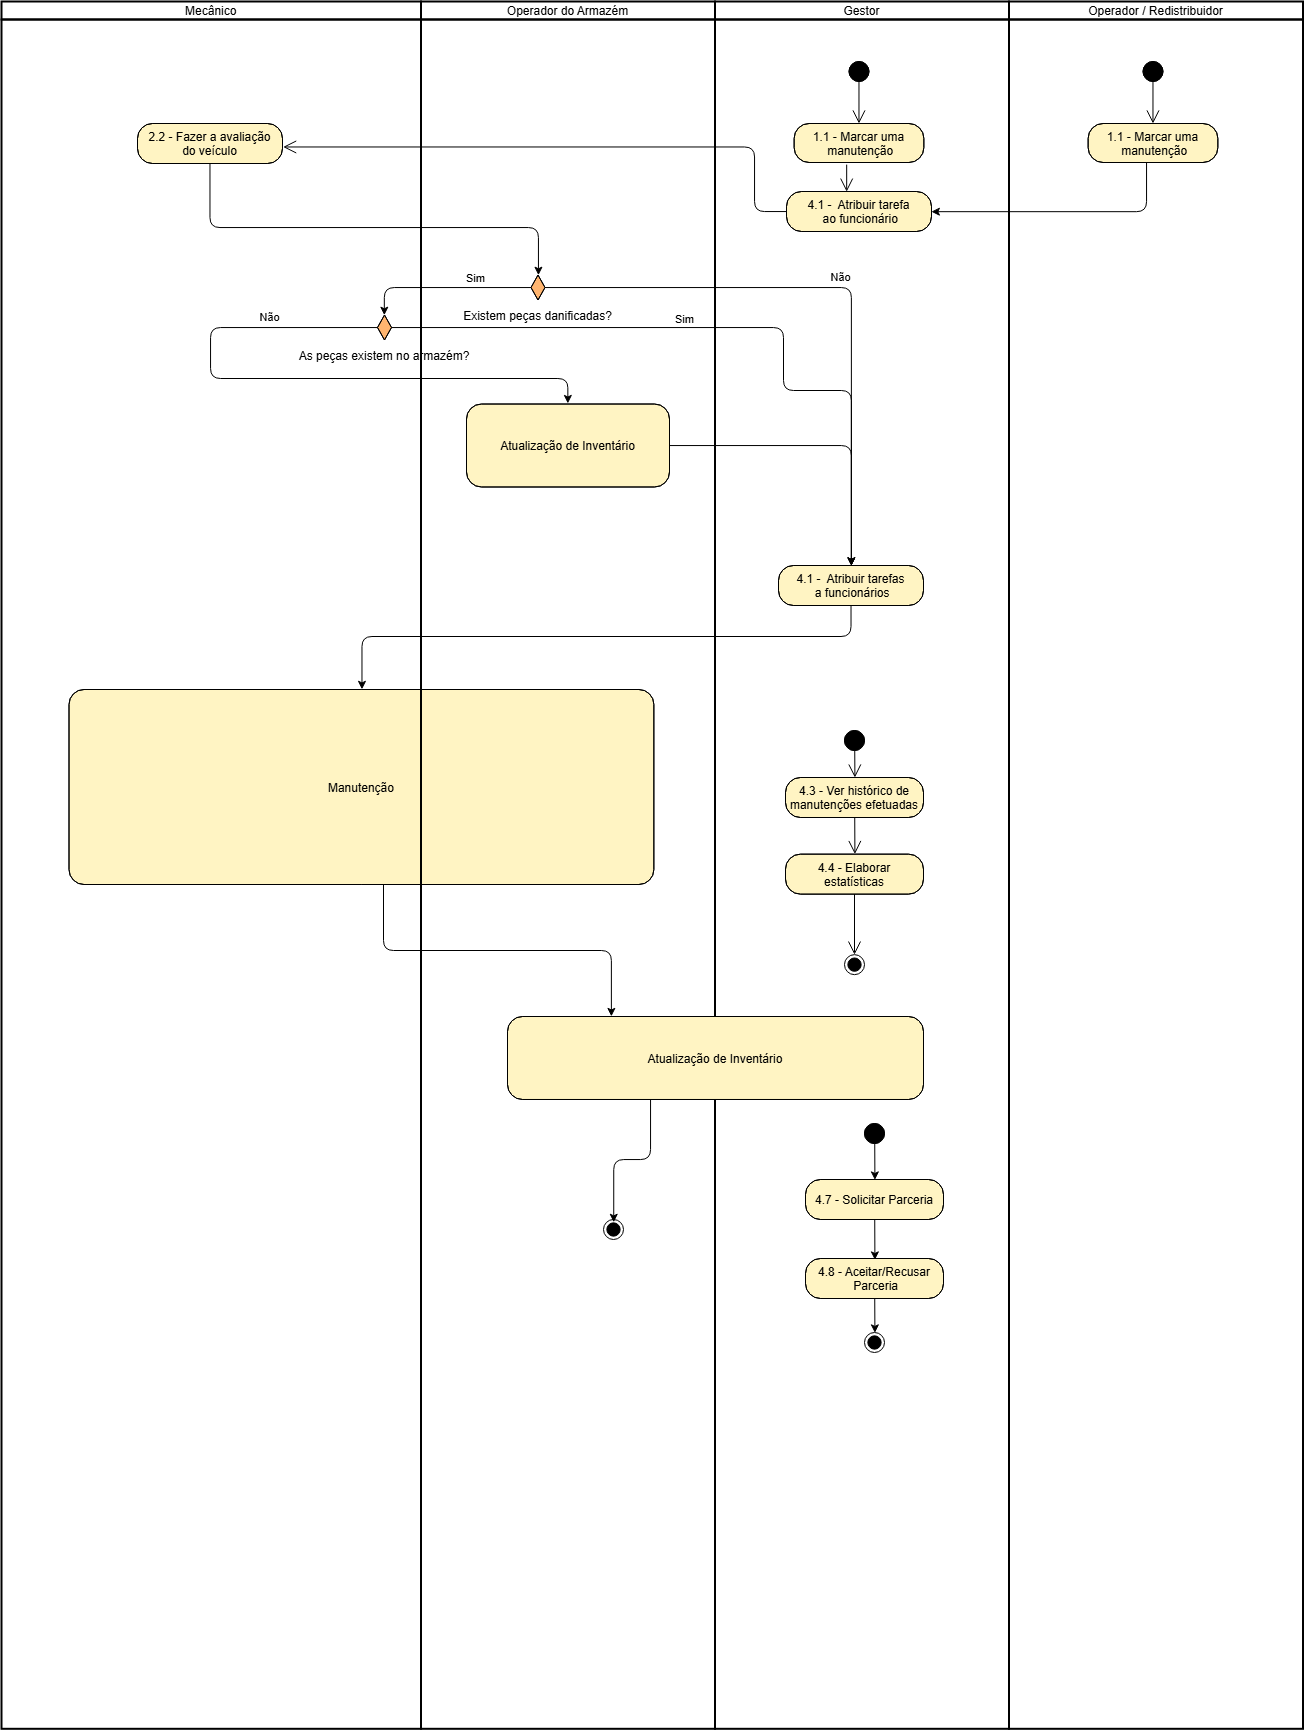 Mecânico
Operador do Armazém
Gestor
Operador / Redistribuidor
2.2 - Fazer a avaliação
do veículo
1.1 - Marcar uma
manutenção
1.1 - Marcar uma
manutenção
4.1 -  Atribuir tarefa
ao funcionário
Sim
Não
Existem peças danificadas?
Não
Sim
As peças existem no armazém?
Atualização de Inventário
4.1 -  Atribuir tarefas
a funcionários
Manutenção
4.3 - Ver histórico de
manutenções efetuadas
4.4 - Elaborar
estatísticas
Atualização de Inventário
4.7 - Solicitar Parceria
4.8 - Aceitar/Recusar
Parceria